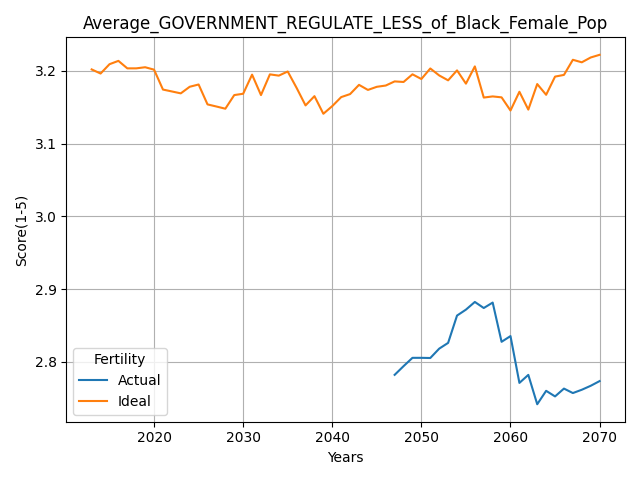 Average_GOVERNMENT_REGULATE_LESS_of_Black_Female_Pop
Score(1-5)
3.2
3.1
3.0
2.9
2.8
Fertility
Actual
Ideal
2020 2030 2040 2050 2060 2070
Years